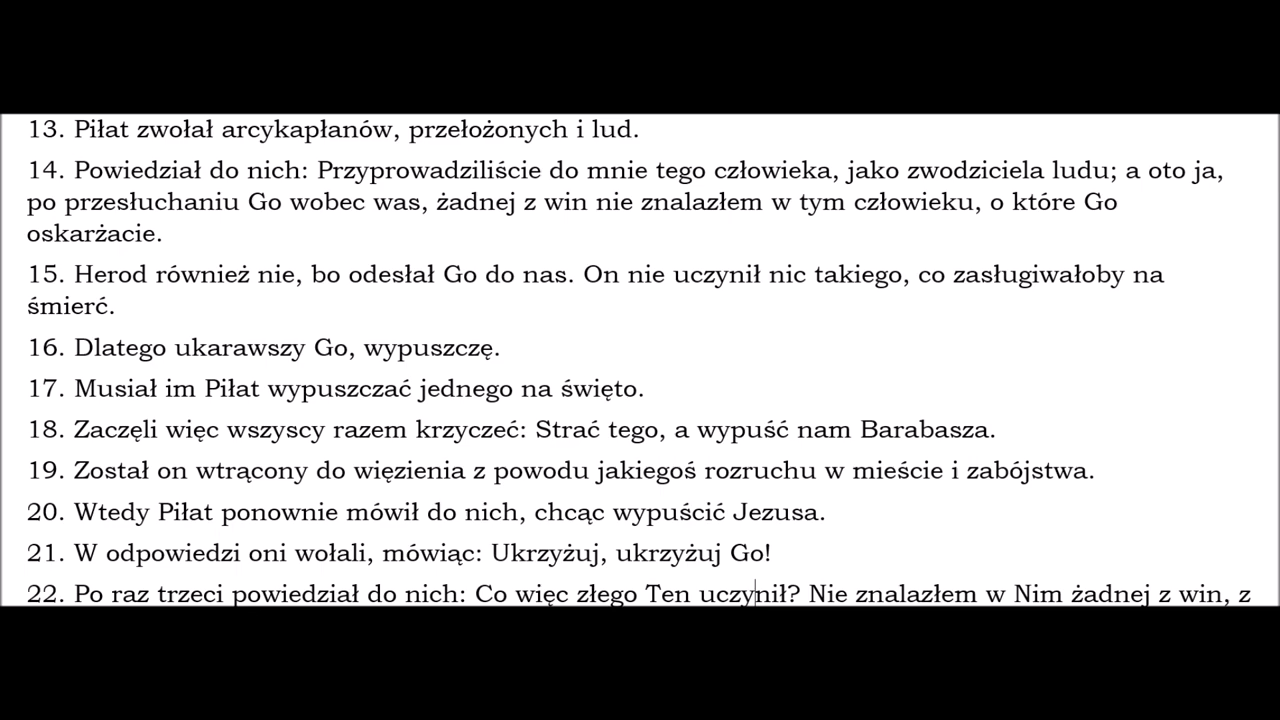 13. Piłat zwołał arcykapłanów, przełożonych i lud.
14. Powiedział do nich: Przyprowadziliście do mnie tego człowieka, jako zwodziciela ludu; a oto ja,
po przesłuchaniu Go wobec was, żadnej z win nie znalazłem w tym człowieku, o które Go
oskarżacie.
15. Herod również nie, bo odesłał Go do nas. On nie uczynił nic takiego, co zasługiwałoby na
śmierć.
16. Dlatego ukarawszy Go, wypuszczę.
17. Musiał im Piłat wypuszczać jednego na święto.
18. Zaczęli więc wszyscy razem krzyczeć: Strać tego, a wypuść nam Barabasza.
19. Został on wtrącony do więzienia z powodu jakiegoś rozruchu w mieście i zabójstwa.
20. Wtedy Piłat ponownie mówił do nich, chcąc wypuścić Jezusa.
21. W odpowiedzi oni wołali, mówiąc: Ukrzyżuj, ukrzyżuj Go!
22. Po raz trzeci powiedział do nich: Co więc złego Ten uczynił? Nie znalazłem w Nim żadnej z win, z